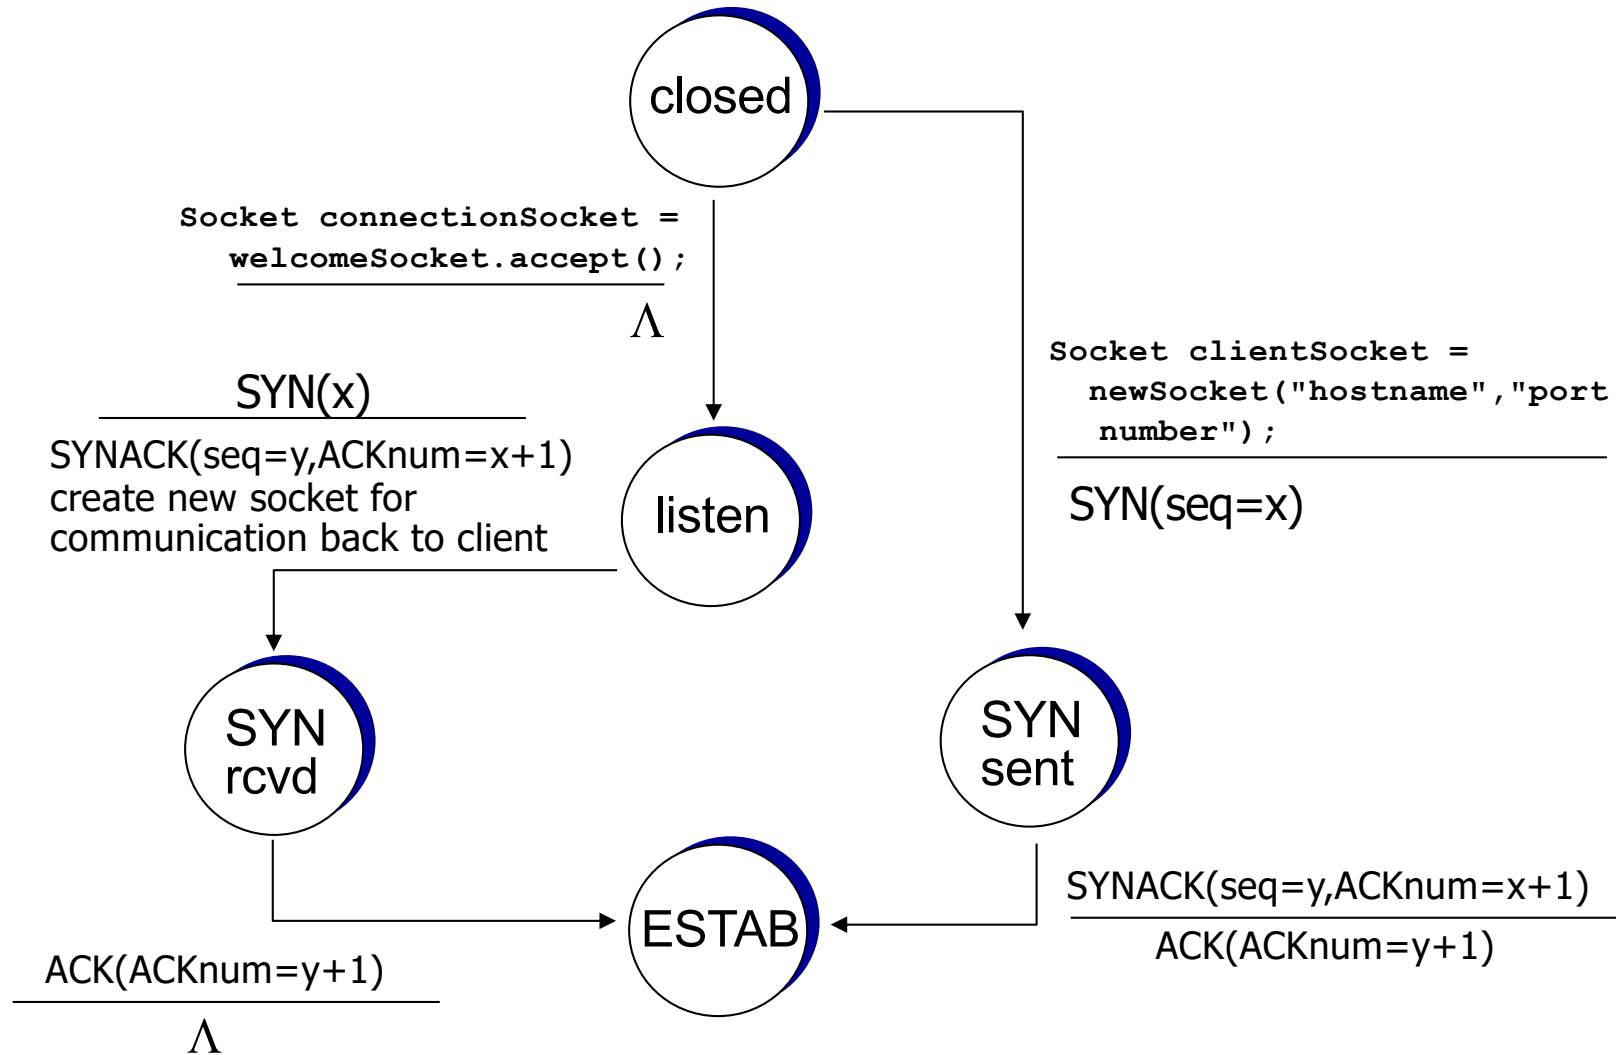 closed
Socket connectionSocket =
welcomeSocket.accept();
Λ
Socket clientSocket =
newSocket("hostname","port
number");
SYN(seq=x)
SYN(x)
SYNACK(seq=y,ACKnum=x+1)
create new socket for
communication back to client
listen
SYN
rcvd
SYN
sent
ESTAB
SYNACK(seq=y,ACKnum=x+1)
ACK(ACKnum=y+1)
ACK(ACKnum=y+1)
Λ